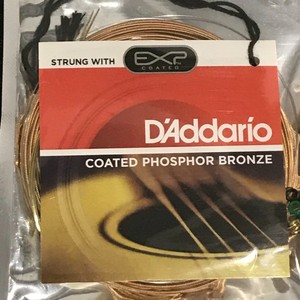 STRUNG WITH
EXP
COATED
D'Addario
COATED PHOSPHOR BRONZE